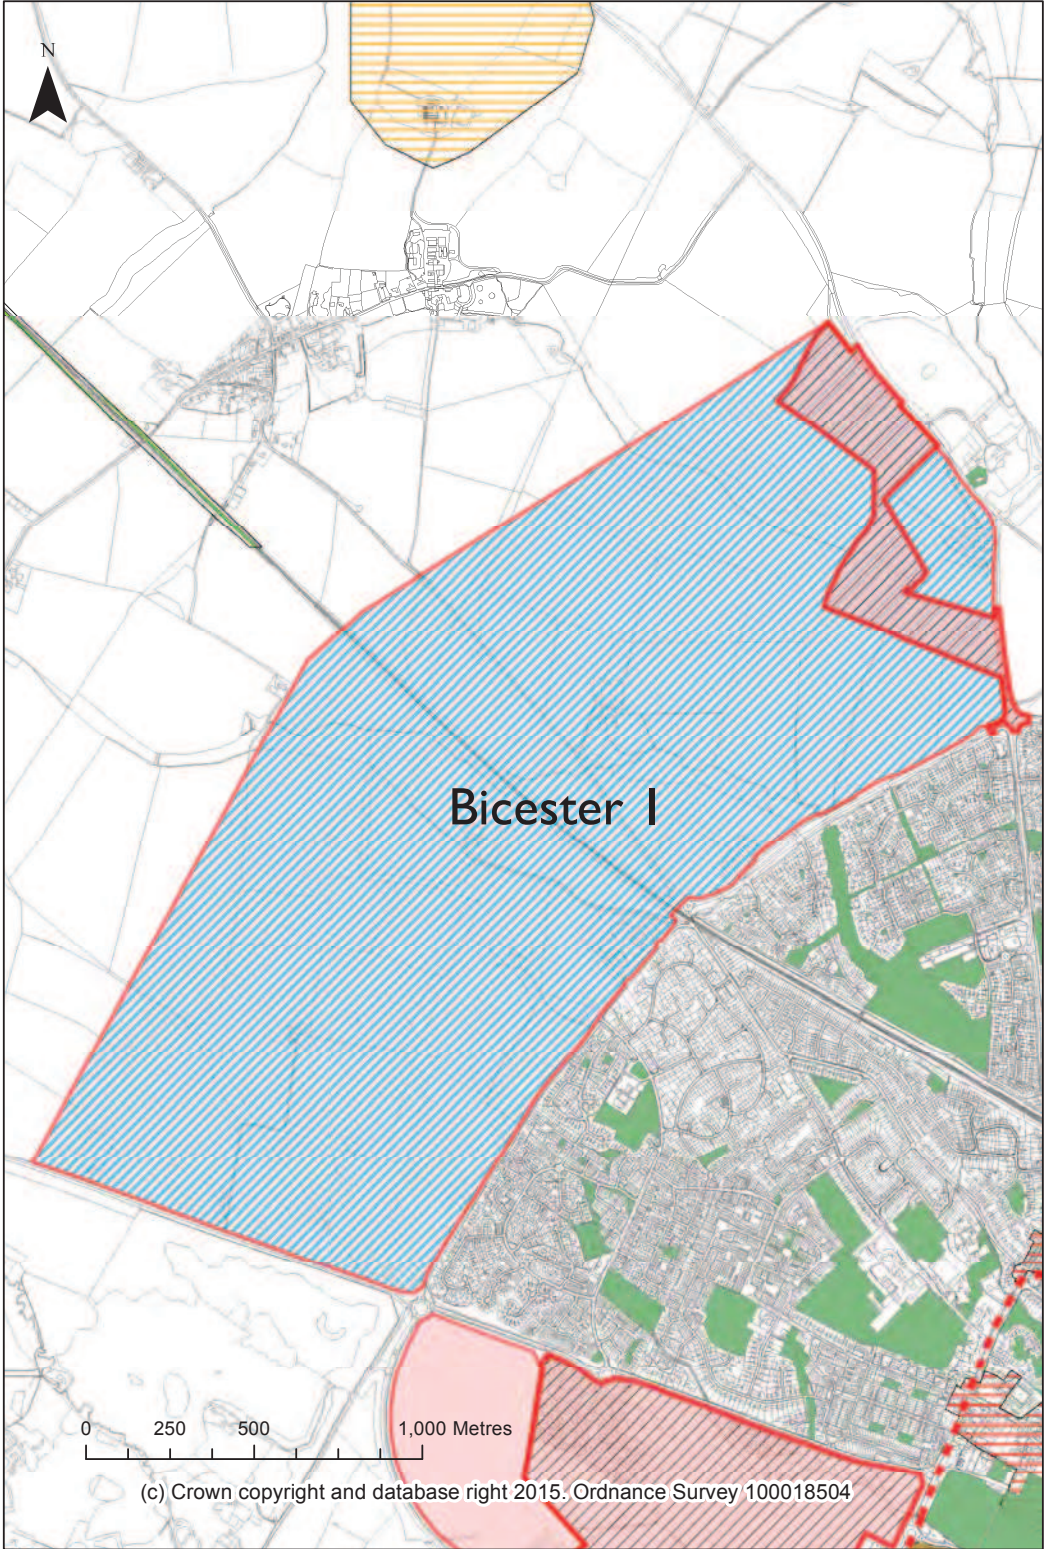 N
Bicester 1
0 250 500 1,000 Metres
(c) Crown copyright and database right 2015. Ordnance Survey 100018504